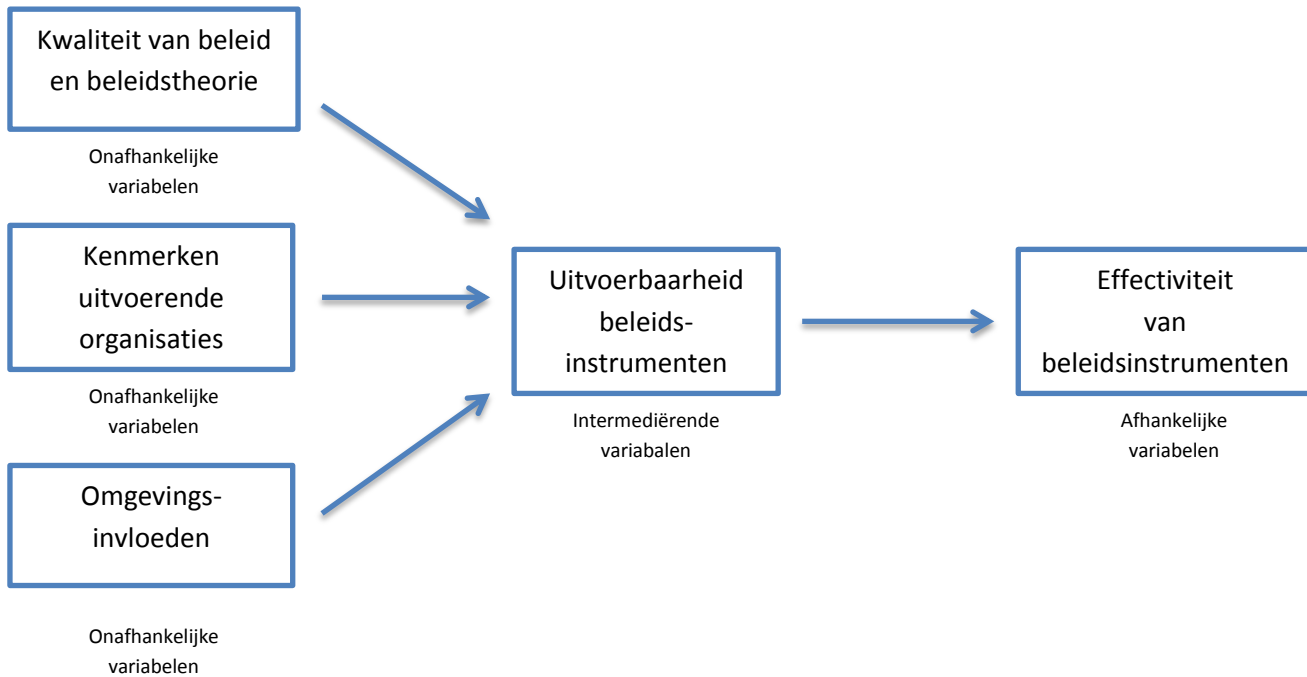 Kwaliteit van beleid
en beleidstheorie
Onafhankelijke
variabelen
Kenmerken
uitvoerende
organisaties
Onafhankelijke
variabelen
Omgevings-
invloeden
Onafhankelijke
variabelen
Uitvoerbaarheid
beleids-
instrumenten
Intermediërende
variabalen
Effectiviteit
van
beleidsinstrumenten
Afhankelijke
variabelen